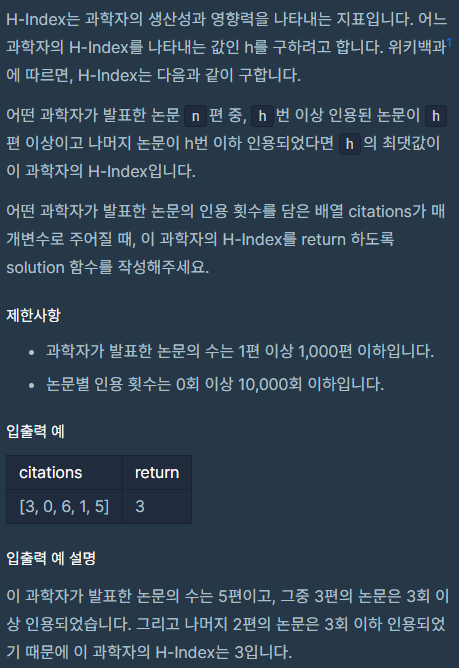 H-Index는 과학자의 생산성과 영향력을 나타내는 지표입니다. 어느
과학자의 H-Index를 나타내는 값인 h를 구하려고 합니다. 위키백과1
에 따르면, H-Index는 다음과 같이 구합니다.
어떤 과학자가 발표한 논문 n 편 중, h 번 이상 인용된 논문이 h
편 이상이고 나머지 논문이 h번 이하 인용되었다면 h 의 최댓값이
이 과학자의 H-Index입니다.
어떤 과학자가 발표한 논문의 인용 횟수를 담은 배열 citations가 매
개변수로 주어질 때, 이 과학자의 H-Index를 return 하도록
solution 함수를 작성해주세요.
제한사항
• 과학자가 발표한 논문의 수는 1편 이상 1,000편 이하입니다.
• 논문별 인용 횟수는 0회 이상 10,000회 이하입니다.
입출력 예
citations return
[3, 0, 6, 1, 5] 3
입출력 예 설명
이 과학자가 발표한 논문의 수는 5편이고, 그중 3편의 논문은 3회 이
상 인용되었습니다. 그리고 나머지 2편의 논문은 3회 이하 인용되었
기 때문에 이 과학자의 H-Index는 3입니다.